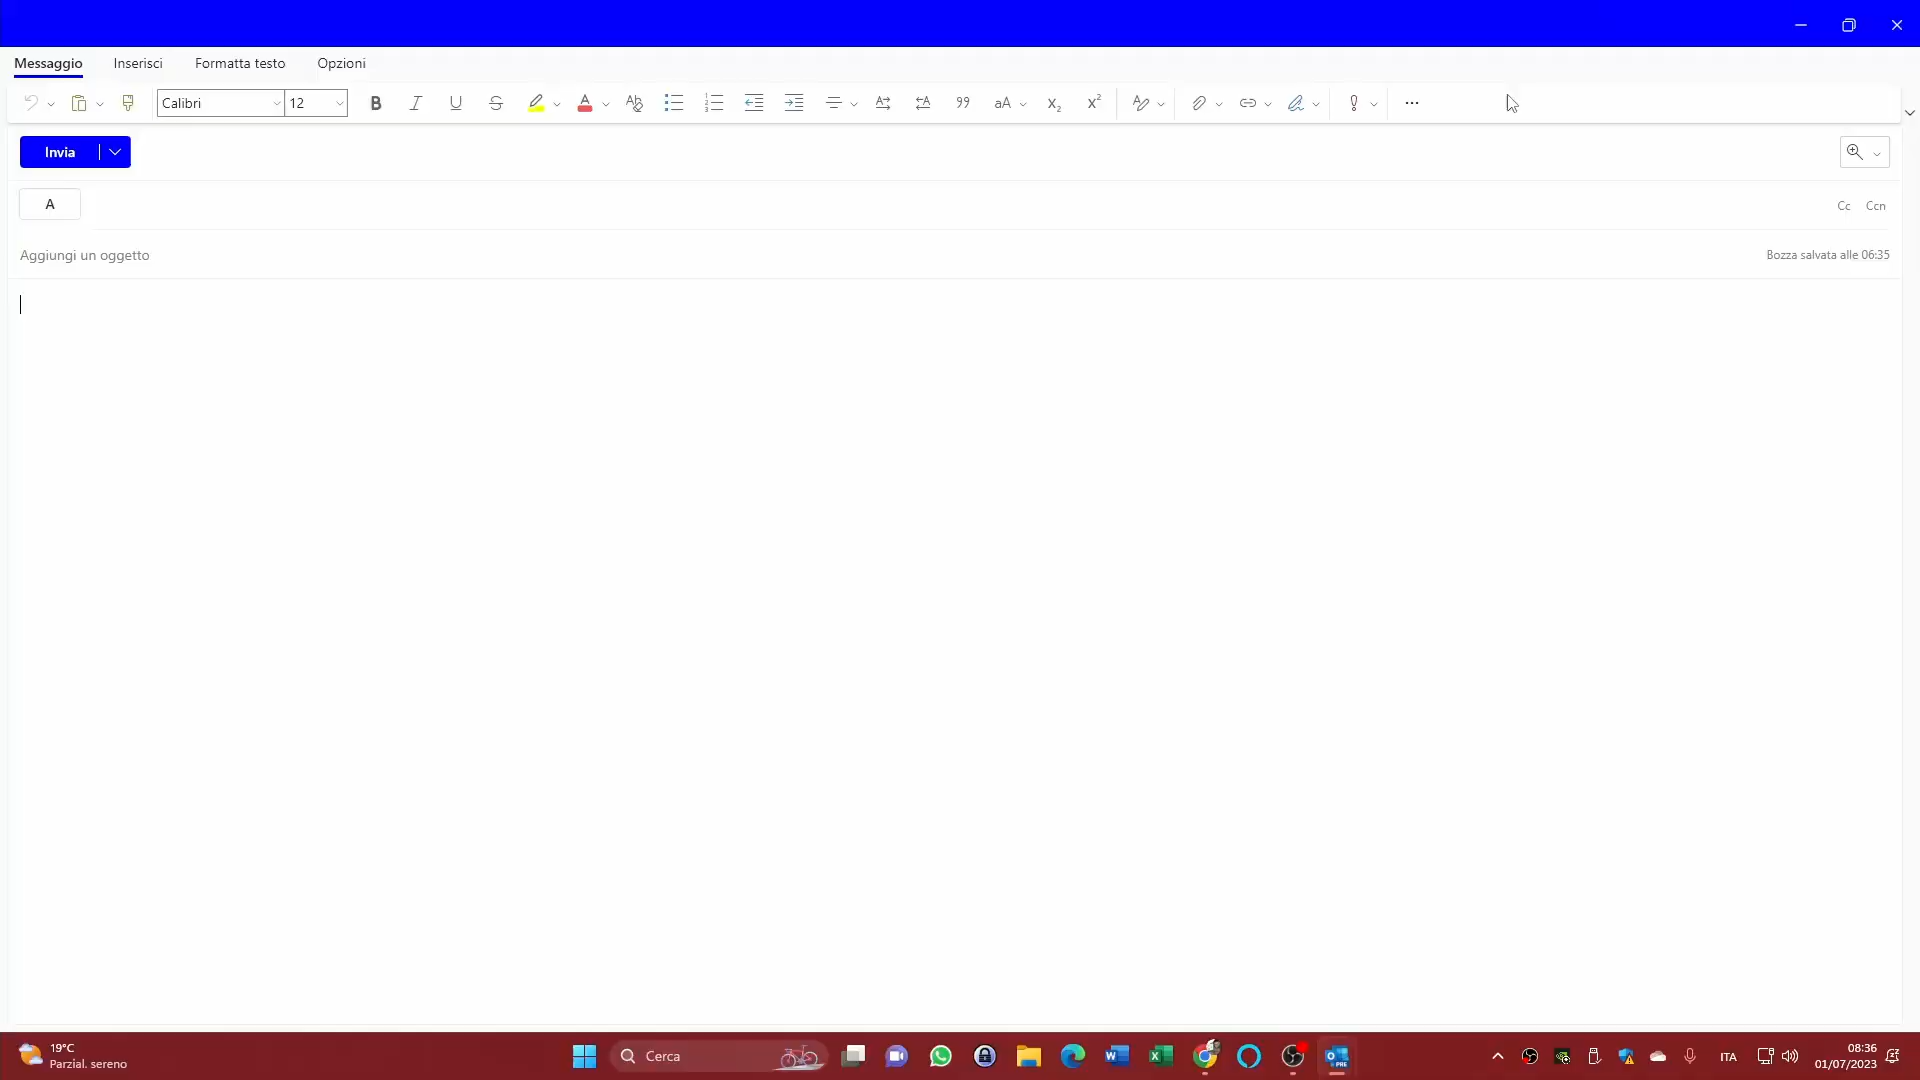 Messaggio Inserisci Formatta testo Opzioni
Calibri 12
Invia
A Cc Ccn
Aggiungi un oggetto Bozza salvata alle 06:35
19°C
Parzial. sereno
Cerca
ITA
08:36
01/07/2023